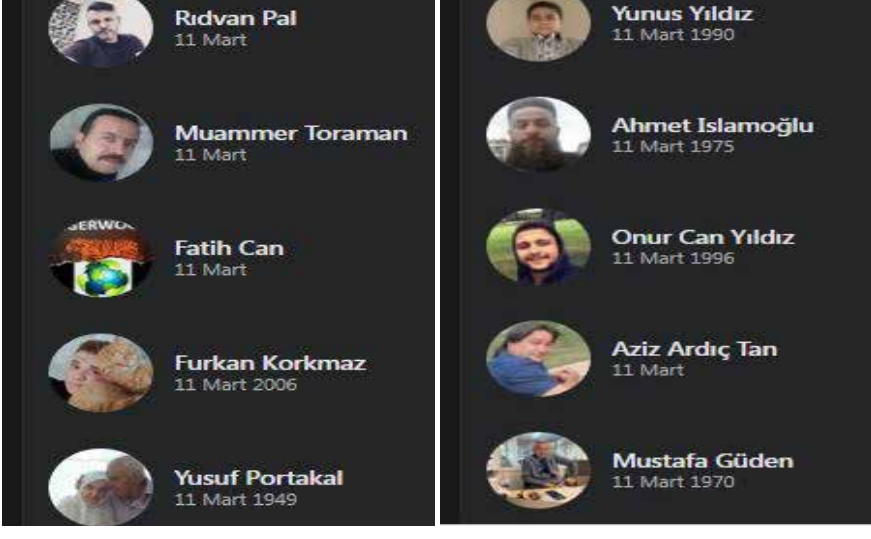 Rıdvan Pal
11 Mart
Muammer Toraman
11 Mart
Fatih Can
11 Mart
Furkan Korkmaz
11 Mart 2006
Yusuf Portakal
11 Mart 1949
Yunus Yıldız
11 Mart 1990
Ahmet Islamoğlu
11 Mart 1975
Onur Can Yıldız
11 Mart 1996
Aziz Ardıç Tan
11 Mart
Mustafa Güden
11 Mart 1970